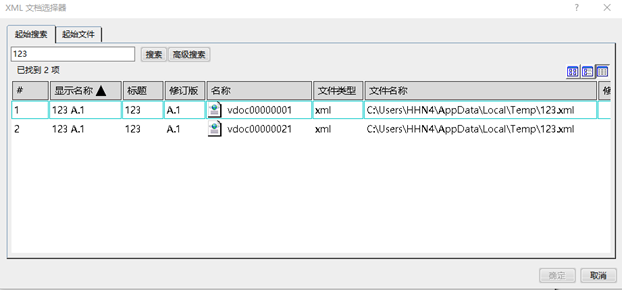 XML 文档选择器
起始搜索 起始文件
123 搜索 高级搜索
已找到 2 项
# 显示名称 标题 修订版 名称 文件类型 文件名称
1 123 A.1 123 A.1 vdoc00000001 xml C:\Users\HHN4\AppData\Local\Temp\123.xml
2 123 A.1 123 A.1 vdoc00000021 xml C:\Users\HHN4\AppData\Local\Temp\123.xml
确定 取消